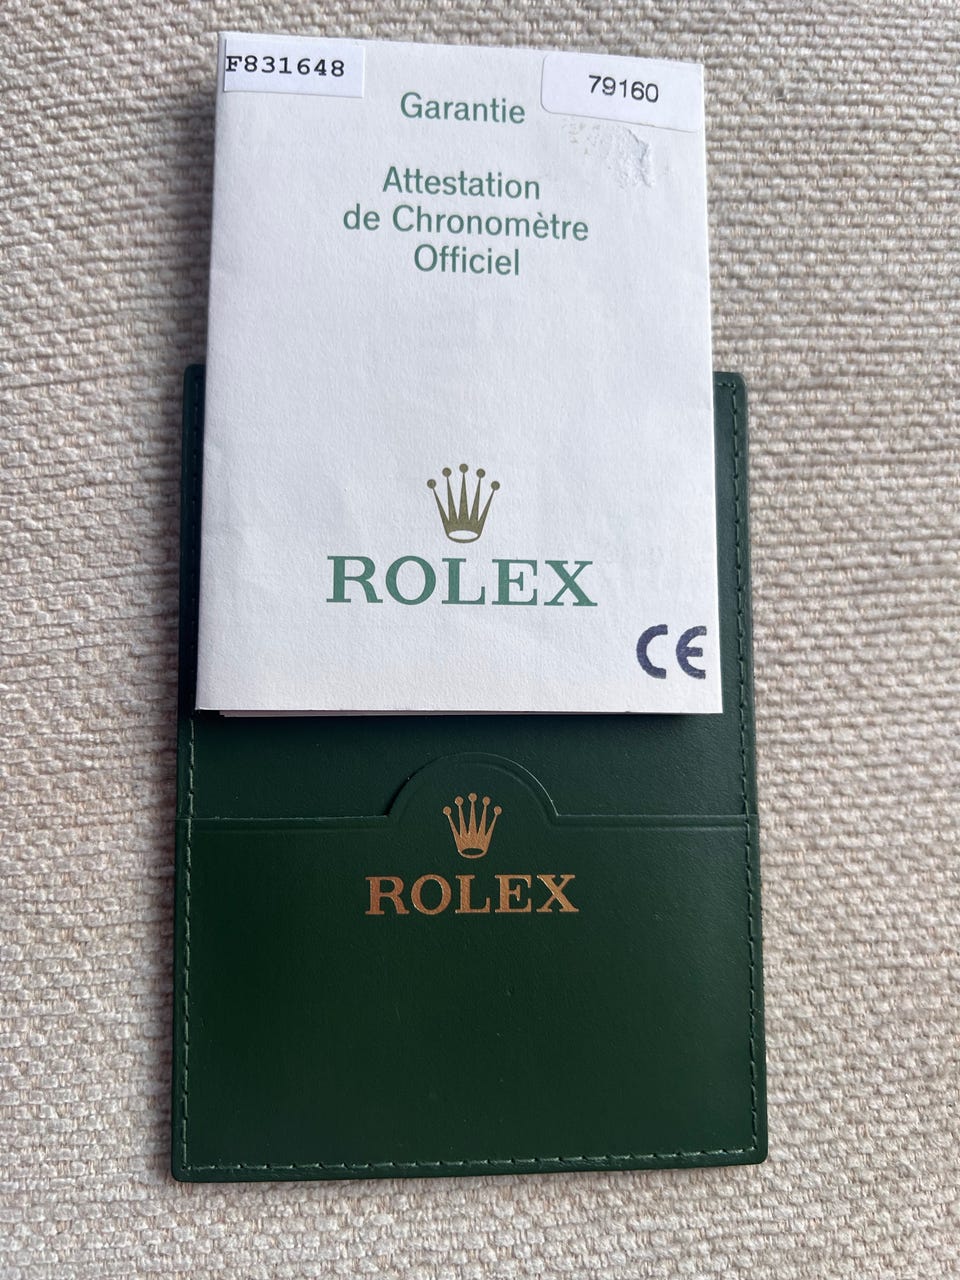 F831648
79160
Garantie
Attestation
de Chronomètre
Officiel
ROLEX
CE
ROLEX